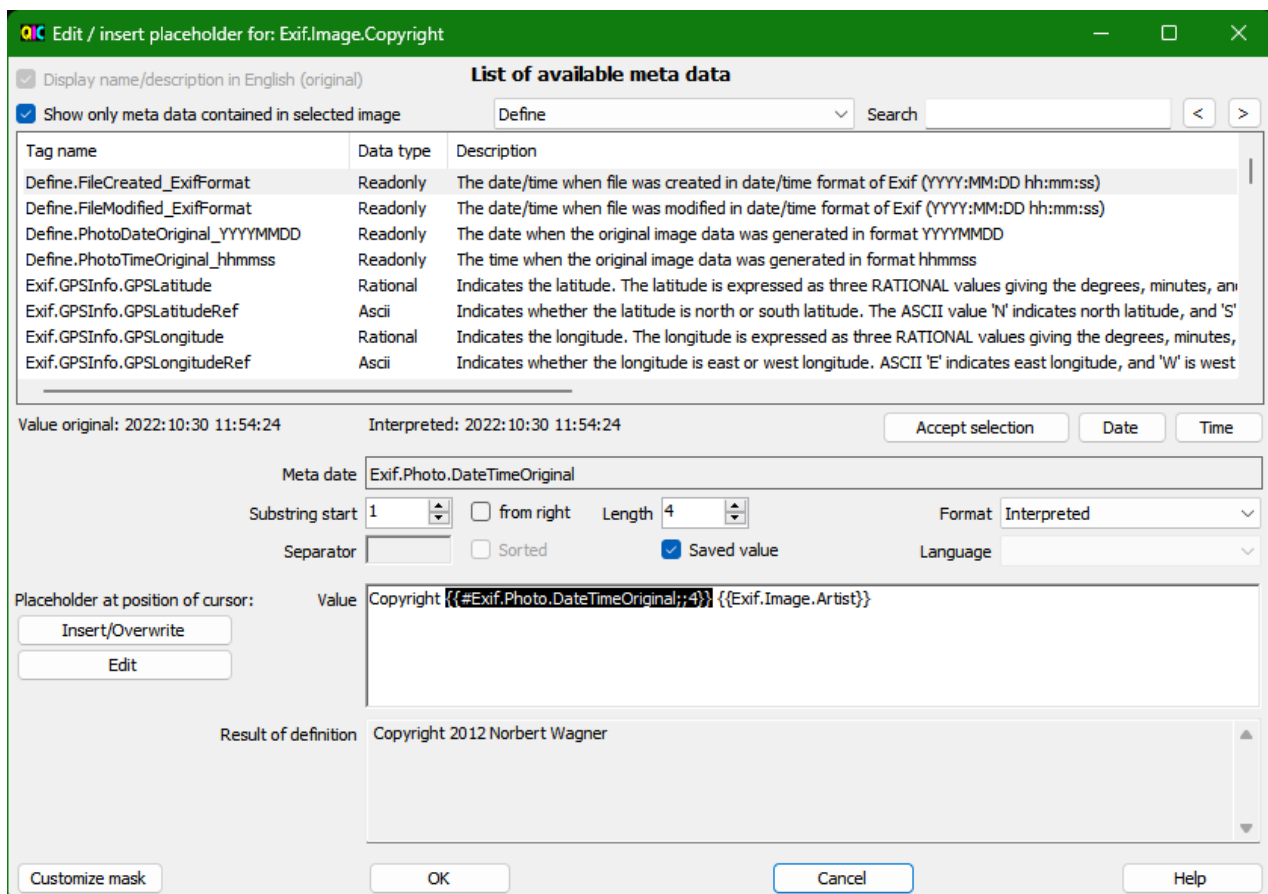 QIC Edit / insert placeholder for: Exif.Image.Copyright
Display name/description in English (original) List of available meta data
Show only meta data contained in selected image Define Search < >
Tag name Data type Description
Define.FileCreated_ExifFormat Readonly The date/time when file was created in date/time format of Exif (YYYY:MM:DD hh:mm:ss)
Define.FileModified_ExifFormat Readonly The date/time when file was modified in date/time format of Exif (YYYY:MM:DD hh:mm:ss)
Define.PhotoDateOriginal_YYYYMMDD Readonly The date when the original image data was generated in format YYYYMMDD
Define.PhotoTimeOriginal_hhmmss Readonly The time when the original image data was generated in format hhmmss
Exif.GPSInfo.GPSLatitude Rational Indicates the latitude. The latitude is expressed as three RATIONAL values giving the degrees, minutes, an
Exif.GPSInfo.GPSLatitudeRef Ascii Indicates whether the latitude is north or south latitude. The ASCII value 'N' indicates north latitude, and 'S'
Exif.GPSInfo.GPSLongitude Rational Indicates the longitude. The longitude is expressed as three RATIONAL values giving the degrees, minutes,
Exif.GPSInfo.GPSLongitudeRef Ascii Indicates whether the longitude is east or west longitude. ASCII 'E' indicates east longitude, and 'W' is west
Value original: 2022:10:30 11:54:24 Interpreted: 2022:10:30 11:54:24 Accept selection Date Time
Meta date Exif.Photo.DateTimeOriginal
Substring start 1 from right Length 4 Format Interpreted
Separator Sorted Saved value Language
Placeholder at position of cursor: Value Copyright {{#Exif.Photo.DateTimeOriginal;;4}} {{Exif.Image.Artist}}
Insert/Overwrite
Edit
Result of definition Copyright 2012 Norbert Wagner
Customize mask OK Cancel Help